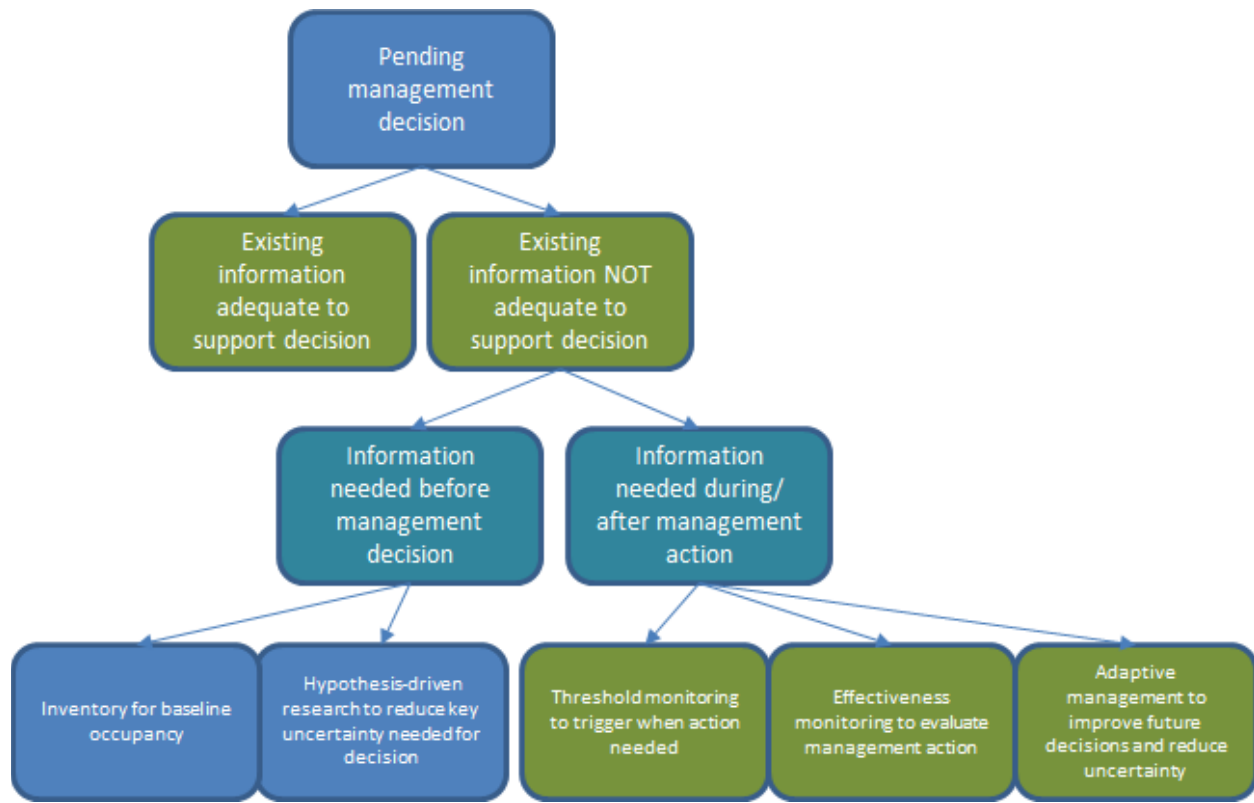 Pending
management
decision
Existing
information
adequate to
support decision
Existing
information NOT
adequate to
support decision
Information
needed before
management
decision
Information
needed during/
after management
action
Inventory for baseline
occupancy
Hypothesis-driven
research to reduce key
uncertainty needed for
decision
Threshold monitoring
to trigger when action
needed
Effectiveness
monitoring to evaluate
management action
Adaptive
management to
improve future
decisions and reduce
uncertainty